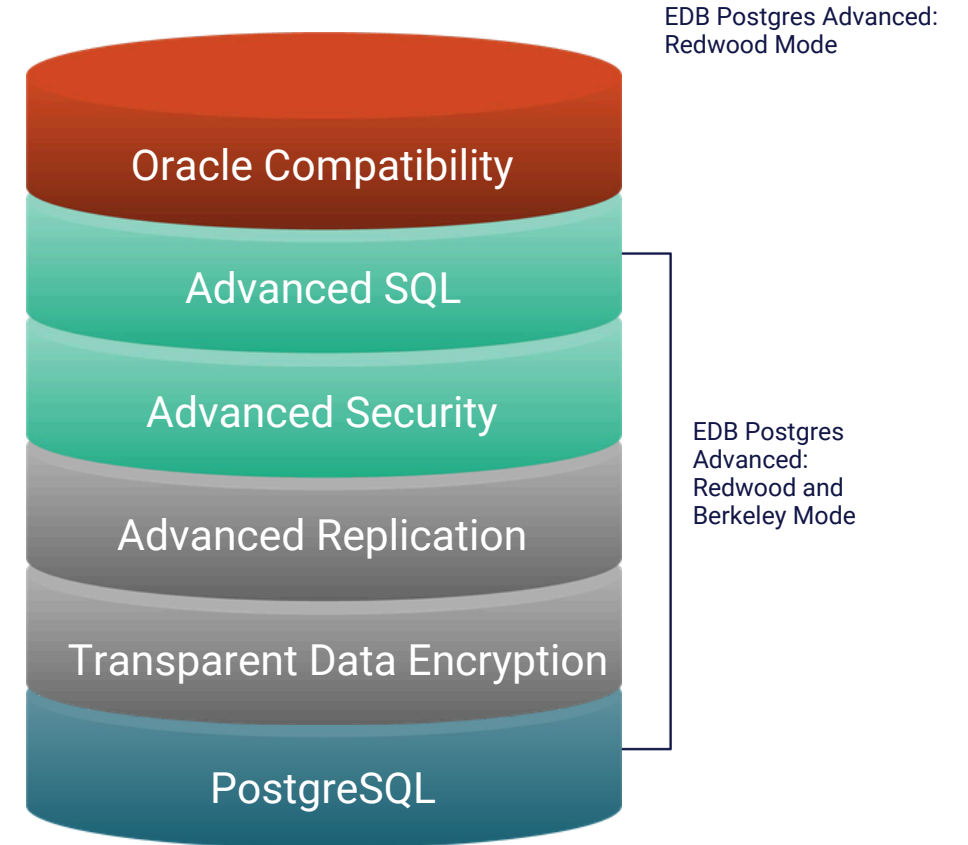 EDB Postgres Advanced:
Redwood Mode
Oracle Compatibility
Advanced SQL
Advanced Security
EDB Postgres
Advanced:
Redwood and
Berkeley Mode
Advanced Replication
Transparent Data Encryption
PostgreSQL